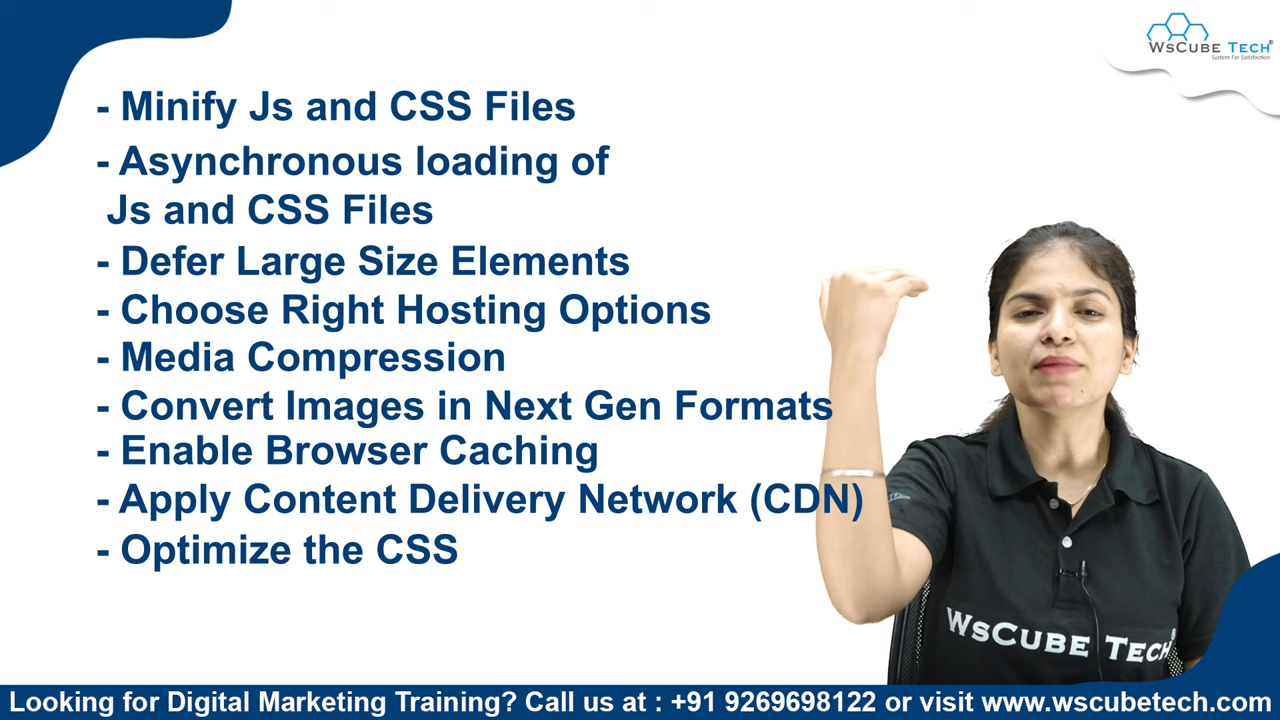 WsCube Tech®
System For Satisfaction
- Minify Js and CSS Files
- Asynchronous loading of
Js and CSS Files
- Defer Large Size Elements
- Choose Right Hosting Options
- Media Compression
- Convert Images in Next Gen Formats
- Enable Browser Caching
- Apply Content Delivery Network (CDN)
- Optimize the CSS
WsCube Tech®
Looking for Digital Marketing Training? Call us at : +91 9269698122 or visit www.wscubetech.com